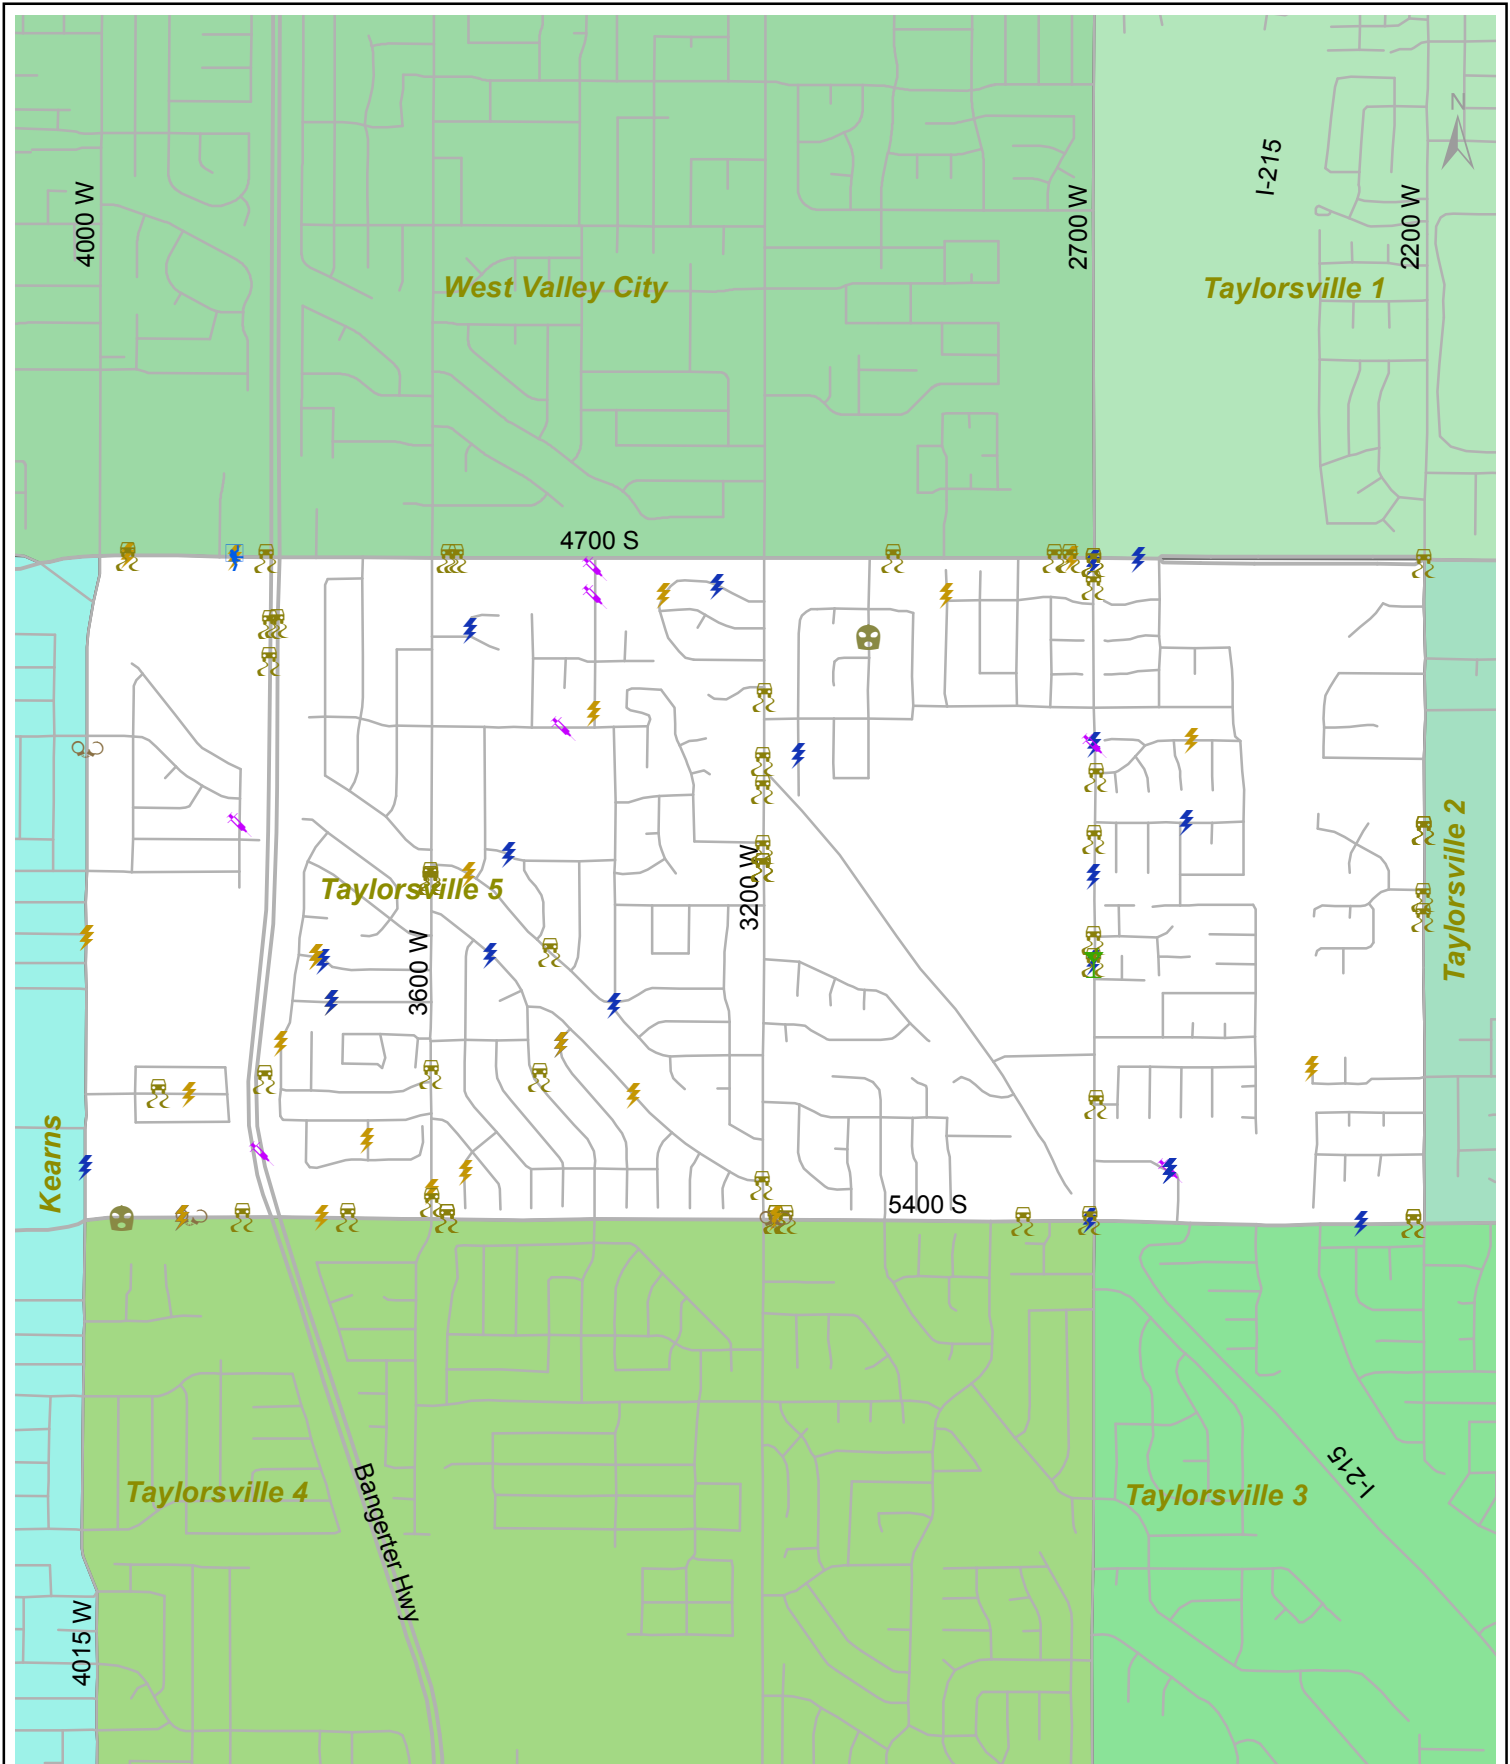 N
I-215
4000 W
2700 W
2200 W
West Valley City
Taylorsville 1
4700 S
Taylorsville 2
3200 W
Taylorsville 5
3600 W
Kearns
5400 S
I-215
Taylorsville 4
Taylorsville 3
Bangerter Hwy
4015 W